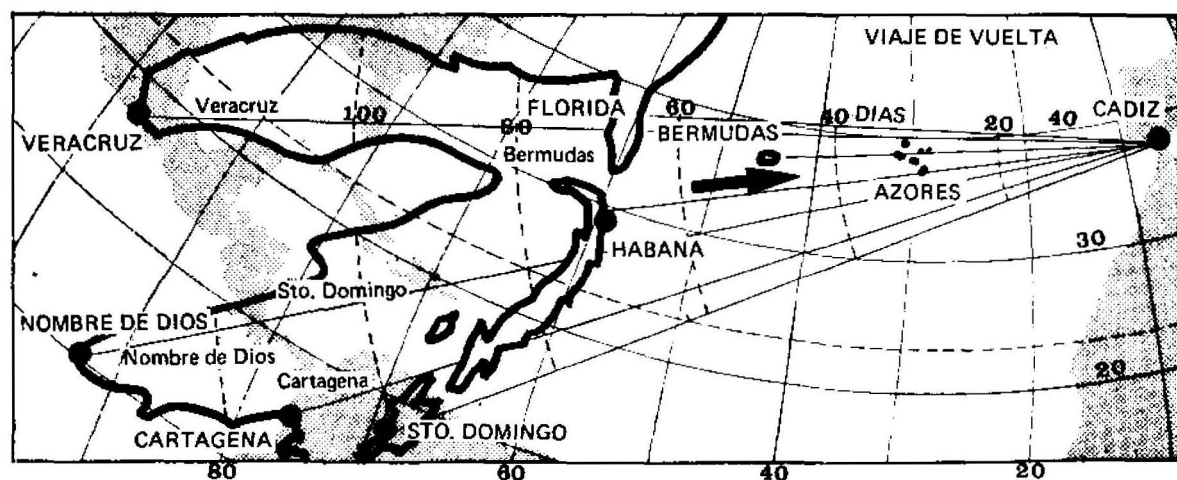 VIAJE DE VUELTA
Veracruz 100 80 FLORIDA 60 40 DIAS 20 40 CADIZ
VERACRUZ BERMUDAS
Bermudas
AZORES
HABANA 30
Sto. Domingo
NOMBRE DE DIOS
Nombre de Dios 20
Cartagena
CARTAGENA STO. DOMINGO
80 60 40 20